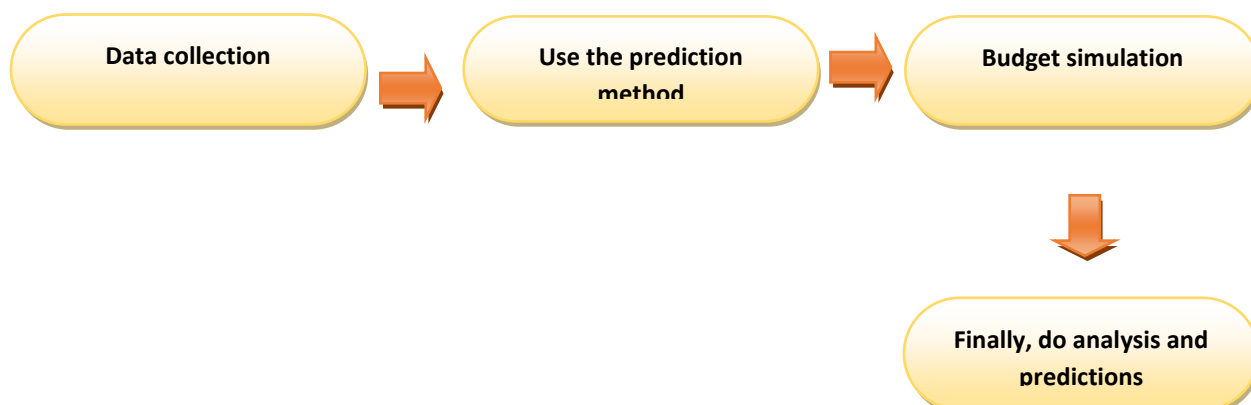 Data collection
Use the prediction
method
Budget simulation
Finally, do analysis and
predictions